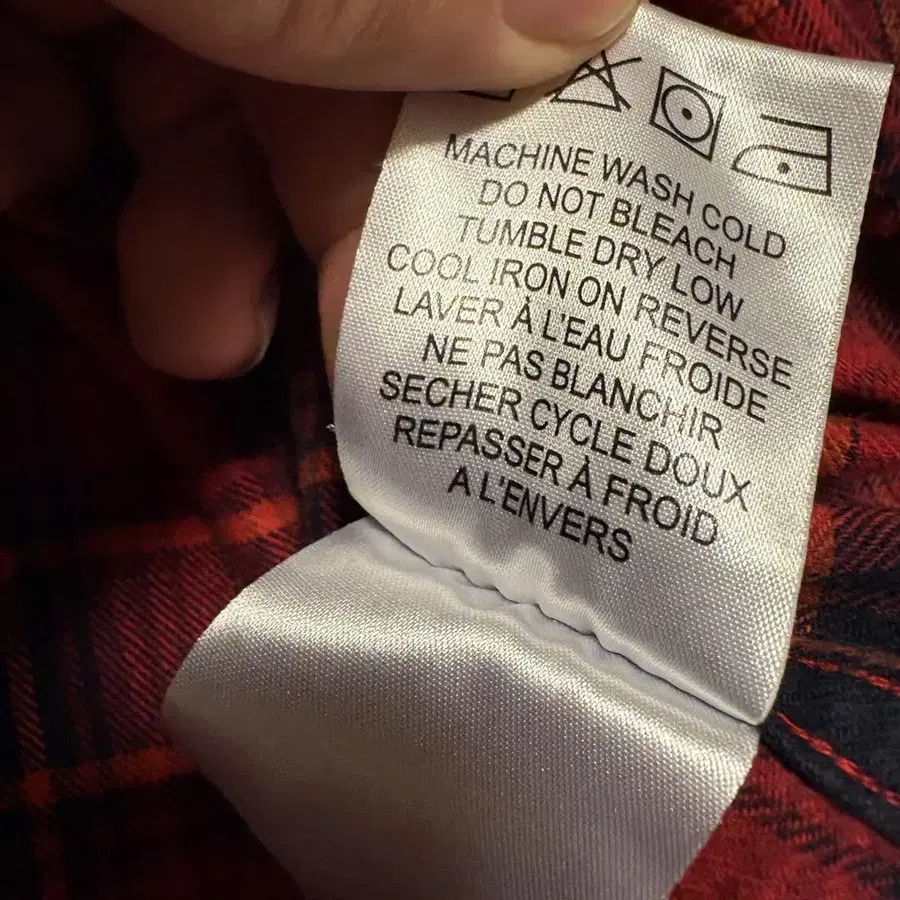 MACHINE WASH COLD
DO NOT BLEACH
TUMBLE DRY LOW
COOL IRON ON REVERSE
LAVER À L'EAU FROIDE
NE PAS BLANCHIR
SECHER CYCLE DOUX
REPASSER À FROID
A L'ENVERS